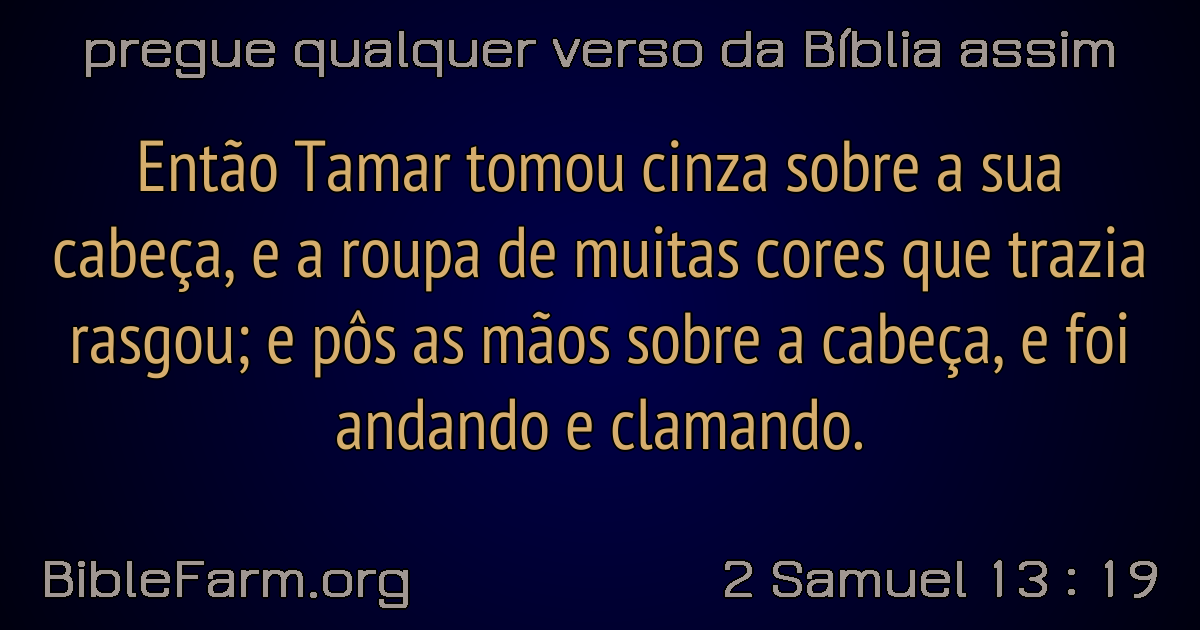 pregue qualquer verso da Bíblia assim
Então Tamar tomou cinza sobre a sua
cabeça, e a roupa de muitas cores que trazia
rasgou; e pôs as mãos sobre a cabeça, e foi
andando e clamando.
BibleFarm.org
2 Samuel 13 : 19